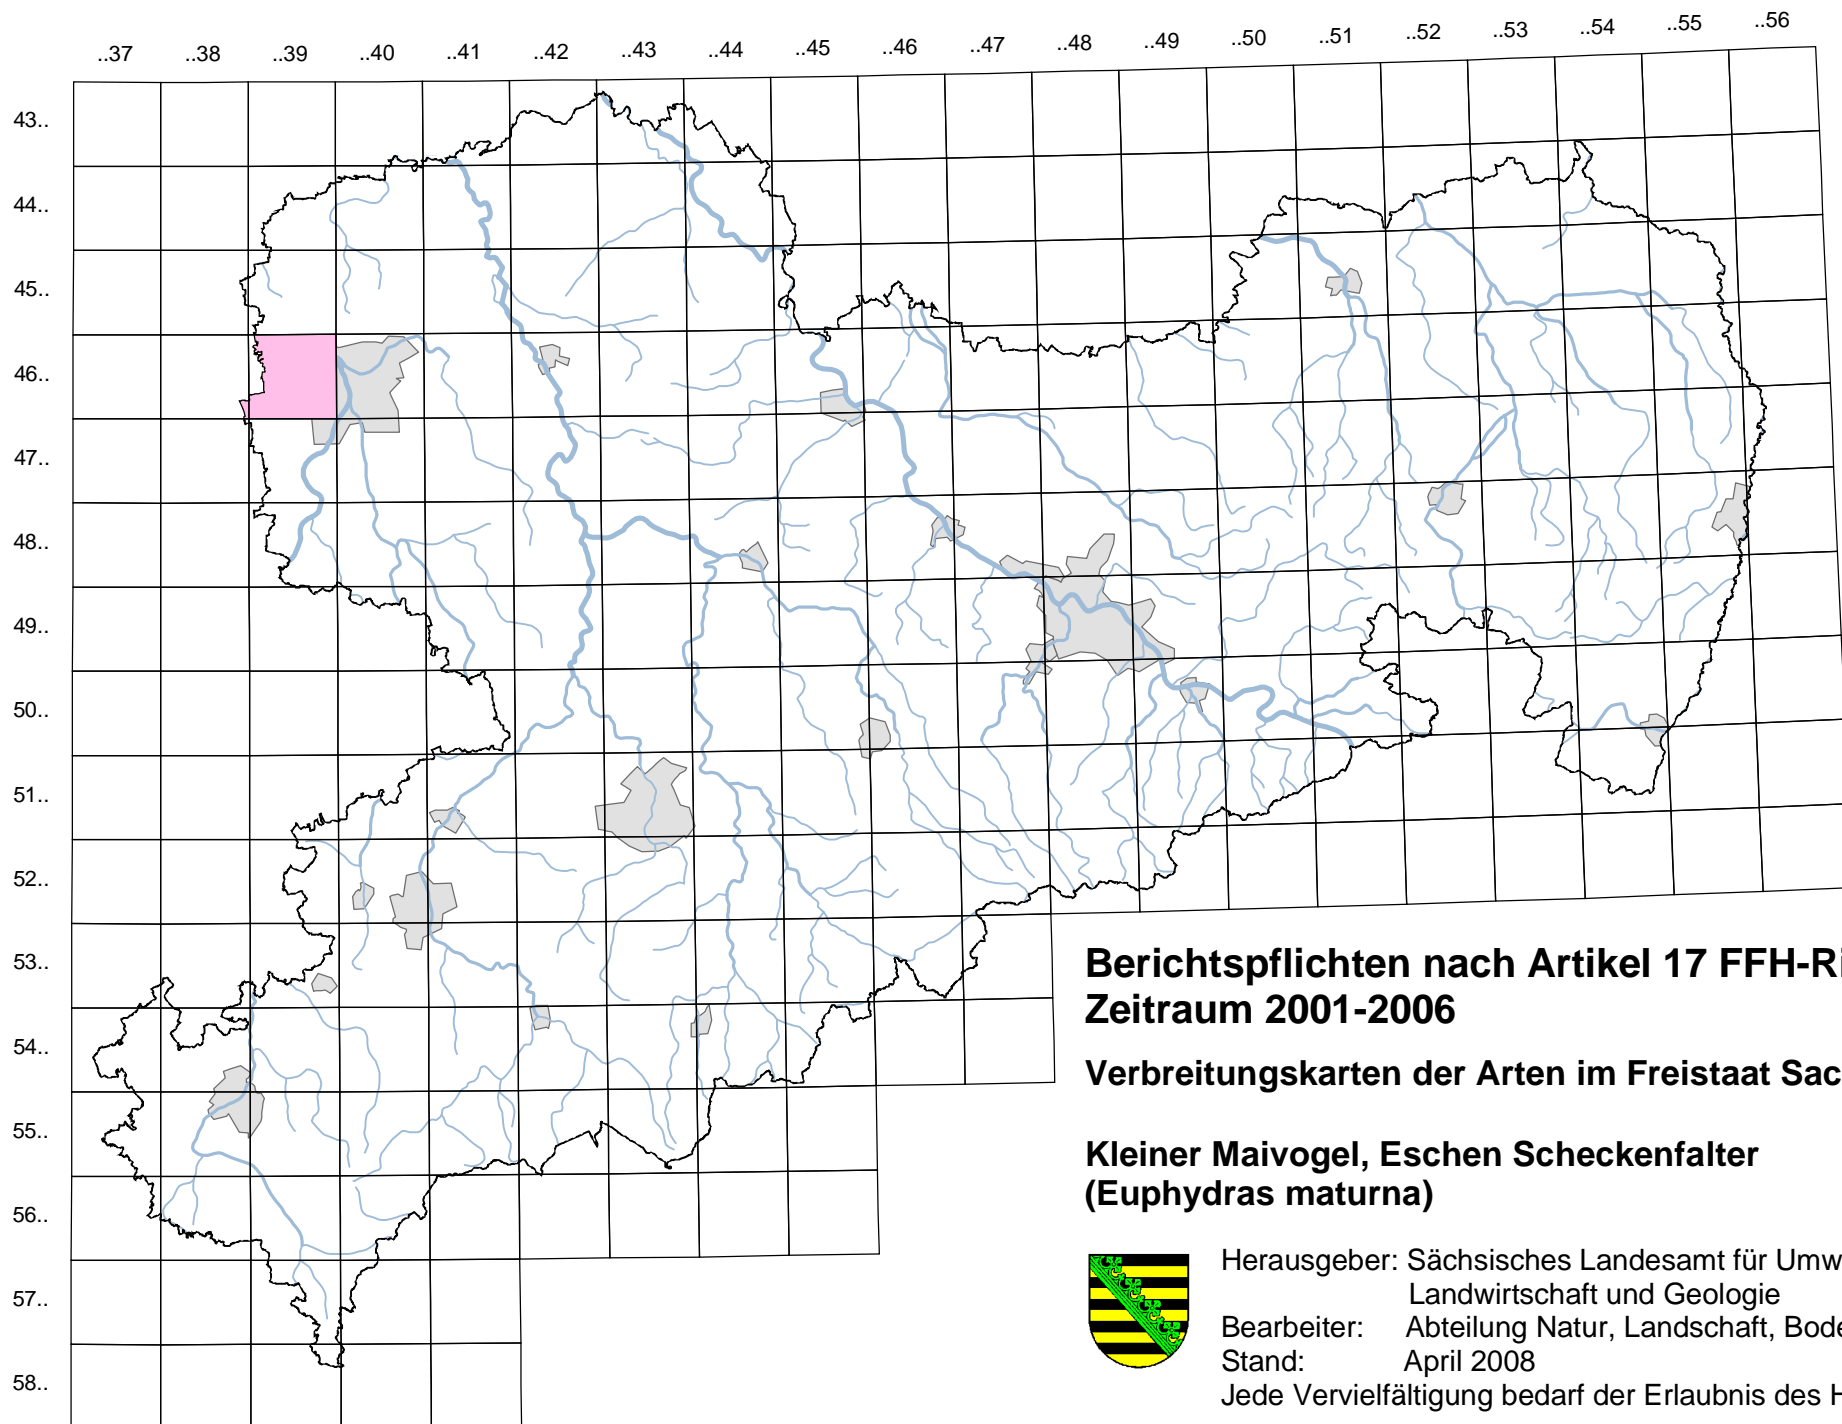 ..37 ..38 ..39 ..40 ..41 ..42 ..43 ..44 ..45 ..46 ..47 ..48 ..49 ..50 ..51 ..52 ..53 ..54 ..55 ..56
43..
44..
45..
46..
47..
48..
49..
50..
51..
52..
53..
54..
55..
56..
57..
58..
Berichtspflichten nach Artikel 17 FFH-Ri
Zeitraum 2001-2006
Verbreitungskarten der Arten im Freistaat Sac
Kleiner Maivogel, Eschen Scheckenfalter
(Euphydras maturna)
Herausgeber: Sächsisches Landesamt für Umw
Landwirtschaft und Geologie
Bearbeiter: Abteilung Natur, Landschaft, Bode
Stand: April 2008
Jede Vervielfältigung bedarf der Erlaubnis des H